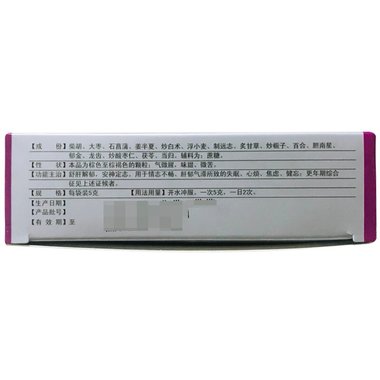 【成　份】柴胡、大枣、石菖蒲、姜半夏、炒白术、浮小麦、制远志、炙甘草、炒栀子、百合、胆南星、
郁金、龙齿、炒酸枣仁、茯苓、当归。辅料为：蔗糖。
【性　状】本品为棕色至棕褐色的颗粒；气微腥，味甜、微苦。
【功能主治】舒肝解郁，安神定志。用于情志不畅、肝郁气滞所致的失眠、心烦、焦虑、健忘；更年期综合
征见上述证候者。
【规　格】每袋装5克　【用法用量】开水冲服，一次5克，一日2次。
【生产日期】
【产品批号】
【有 效 期】至